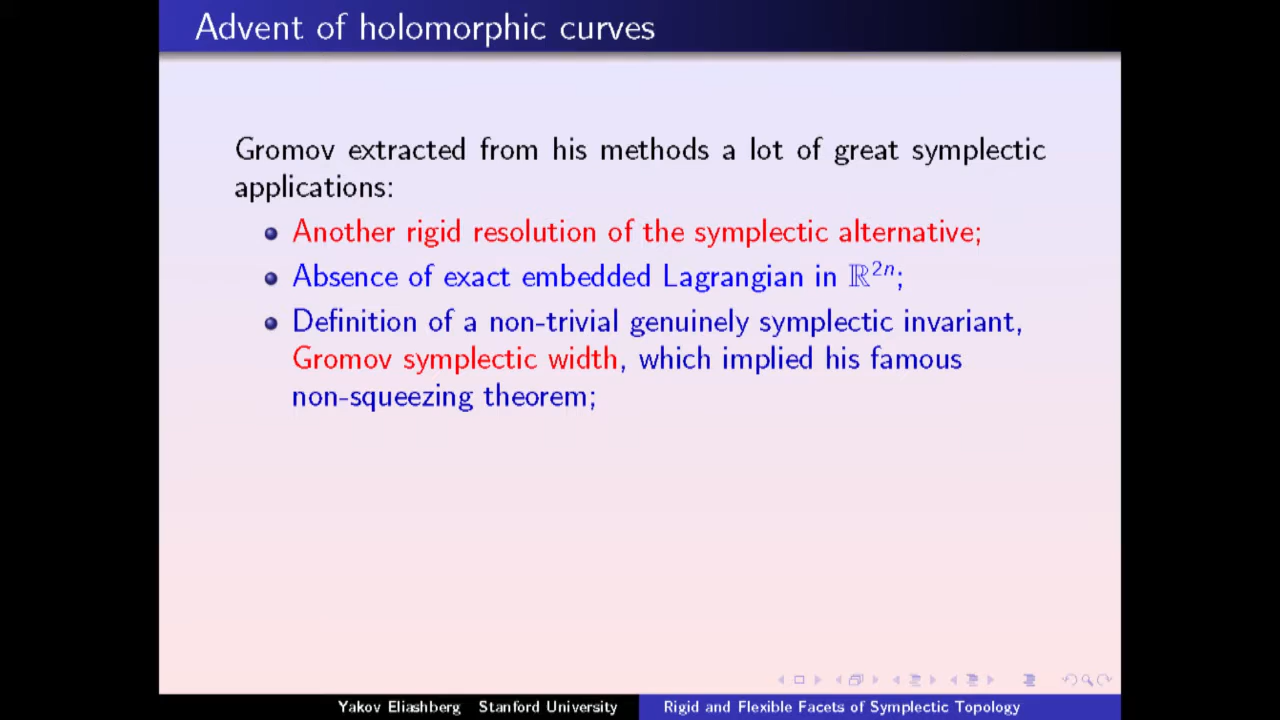 Advent of holomorphic curves
Gromov extracted from his methods a lot of great symplectic
applications:
Another rigid resolution of the symplectic alternative;
Absence of exact embedded Lagrangian in ℝ²ⁿ;
Definition of a non-trivial genuinely symplectic invariant,
Gromov symplectic width, which implied his famous
non-squeezing theorem;
Yakov Eliashberg Stanford University
Rigid and Flexible Facets of Symplectic Topology